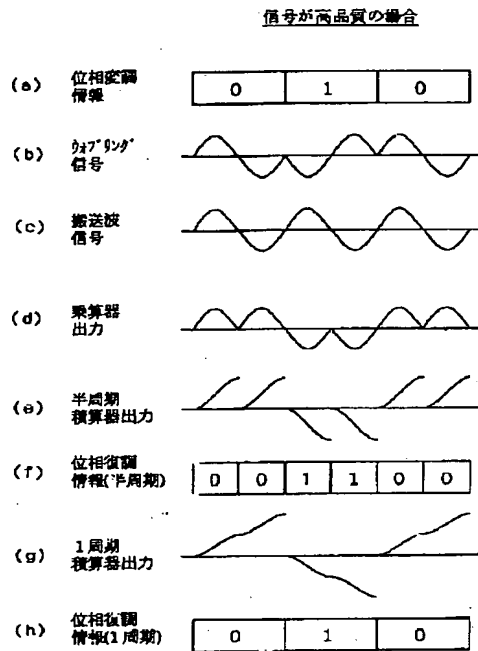 信号が高品質の場合
(a) 位相変調
情報
0 1 0
(b) ウォブリング
信号
(c) 搬送波
信号
(d) 乗算器
出力
(e) 半周期
積算器出力
(f) 位相復調
情報(半周期)
0 0 1 1 0 0
(g) 1周期
積算器出力
(h) 位相復調
情報(1周期)
0 1 0